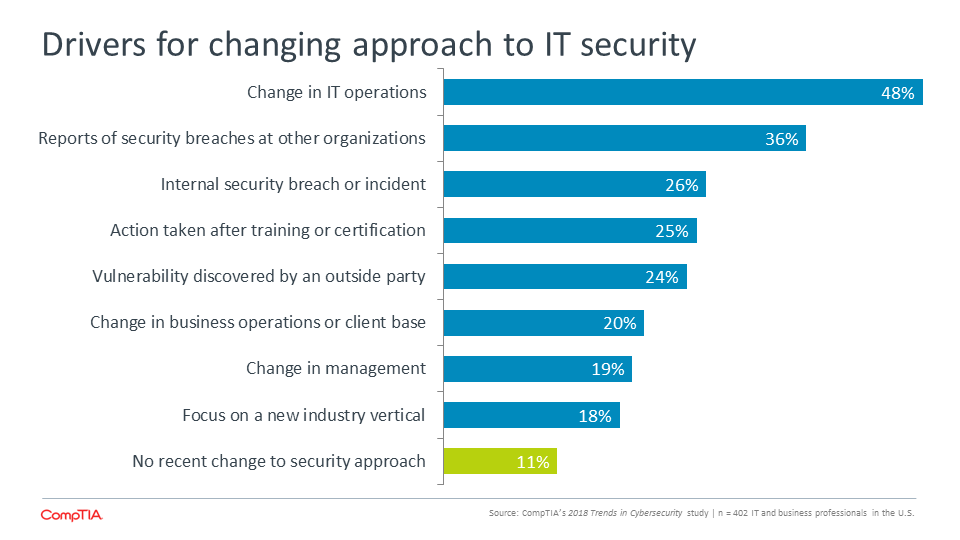 Drivers for changing approach to IT security
Change in IT operations 48%
Reports of security breaches at other organizations 36%
Internal security breach or incident 26%
Action taken after training or certification 25%
Vulnerability discovered by an outside party 24%
Change in business operations or client base 20%
Change in management 19%
Focus on a new industry vertical 18%
No recent change to security approach 11%
CompTIA
Source: CompTIA's 2018 Trends in Cybersecurity study | n = 402 IT and business professionals in the U.S.